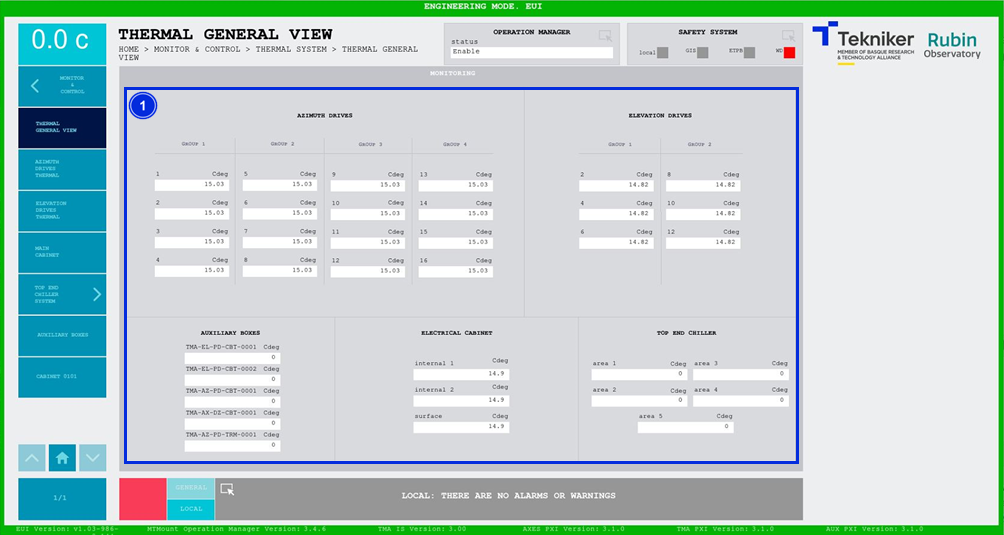 ENGINEERING MODE. EUI
0.0 c
THERMAL GENERAL VIEW
HOME > MONITOR & CONTROL > THERMAL SYSTEM > THERMAL GENERAL
VIEW
OPERATION MANAGER
status
Enable
SAFETY SYSTEM
local
GIS
ETPB
WD
Tekniker
MEMBER OF BASQUE RESEARCH
& TECHNOLOGY ALLIANCE
Rubin
Observatory
MONITOR
&
CONTROL
THERMAL
GENERAL VIEW
AZIMUTH
DRIVES
THERMAL
ELEVATION
DRIVES
THERMAL
MAIN
CABINET
TOP END
CHILLER
SYSTEM
AUXILIARY BOXES
CABINET 0101
1/1
MONITORING
1
AZIMUTH DRIVES
GROUP 1 GROUP 2 GROUP 3 GROUP 4
1 Cdeg 5 Cdeg 9 Cdeg 13 Cdeg
15.03 15.03 15.03 15.03
2 Cdeg 6 Cdeg 10 Cdeg 14 Cdeg
15.03 15.03 15.03 15.03
3 Cdeg 7 Cdeg 11 Cdeg 15 Cdeg
15.03 15.03 15.03 15.03
4 Cdeg 8 Cdeg 12 Cdeg 16 Cdeg
15.03 15.03 15.03 15.03
ELEVATION DRIVES
GROUP 1 GROUP 2
2 Cdeg 8 Cdeg
14.82 14.82
4 Cdeg 10 Cdeg
14.82 14.82
6 Cdeg 12 Cdeg
14.82 14.82
AUXILIARY BOXES
TMA-EL-PD-CBT-0001 Cdeg
0
TMA-EL-PD-CBT-0002 Cdeg
0
TMA-AZ-PD-CBT-0001 Cdeg
0
TMA-AX-DZ-CBT-0001 Cdeg
0
TMA-AZ-PD-TRM-0001 Cdeg
0
ELECTRICAL CABINET
internal 1 Cdeg
14.9
internal 2 Cdeg
14.9
surface Cdeg
14.9
TOP END CHILLER
area 1 Cdeg area 3 Cdeg
0 0
area 2 Cdeg area 4 Cdeg
0 0
area 5 Cdeg
0
GENERAL
LOCAL
LOCAL: THERE ARE NO ALARMS OR WARNINGS
EUI Version: v1.03-986- MTMount Operation Manager Version: 3.4.6 TMA IS Version: 3.00 AXES PXI Version: 3.1.0 TMA PXI Version: 3.1.0 AUX PXI Version: 3.1.0